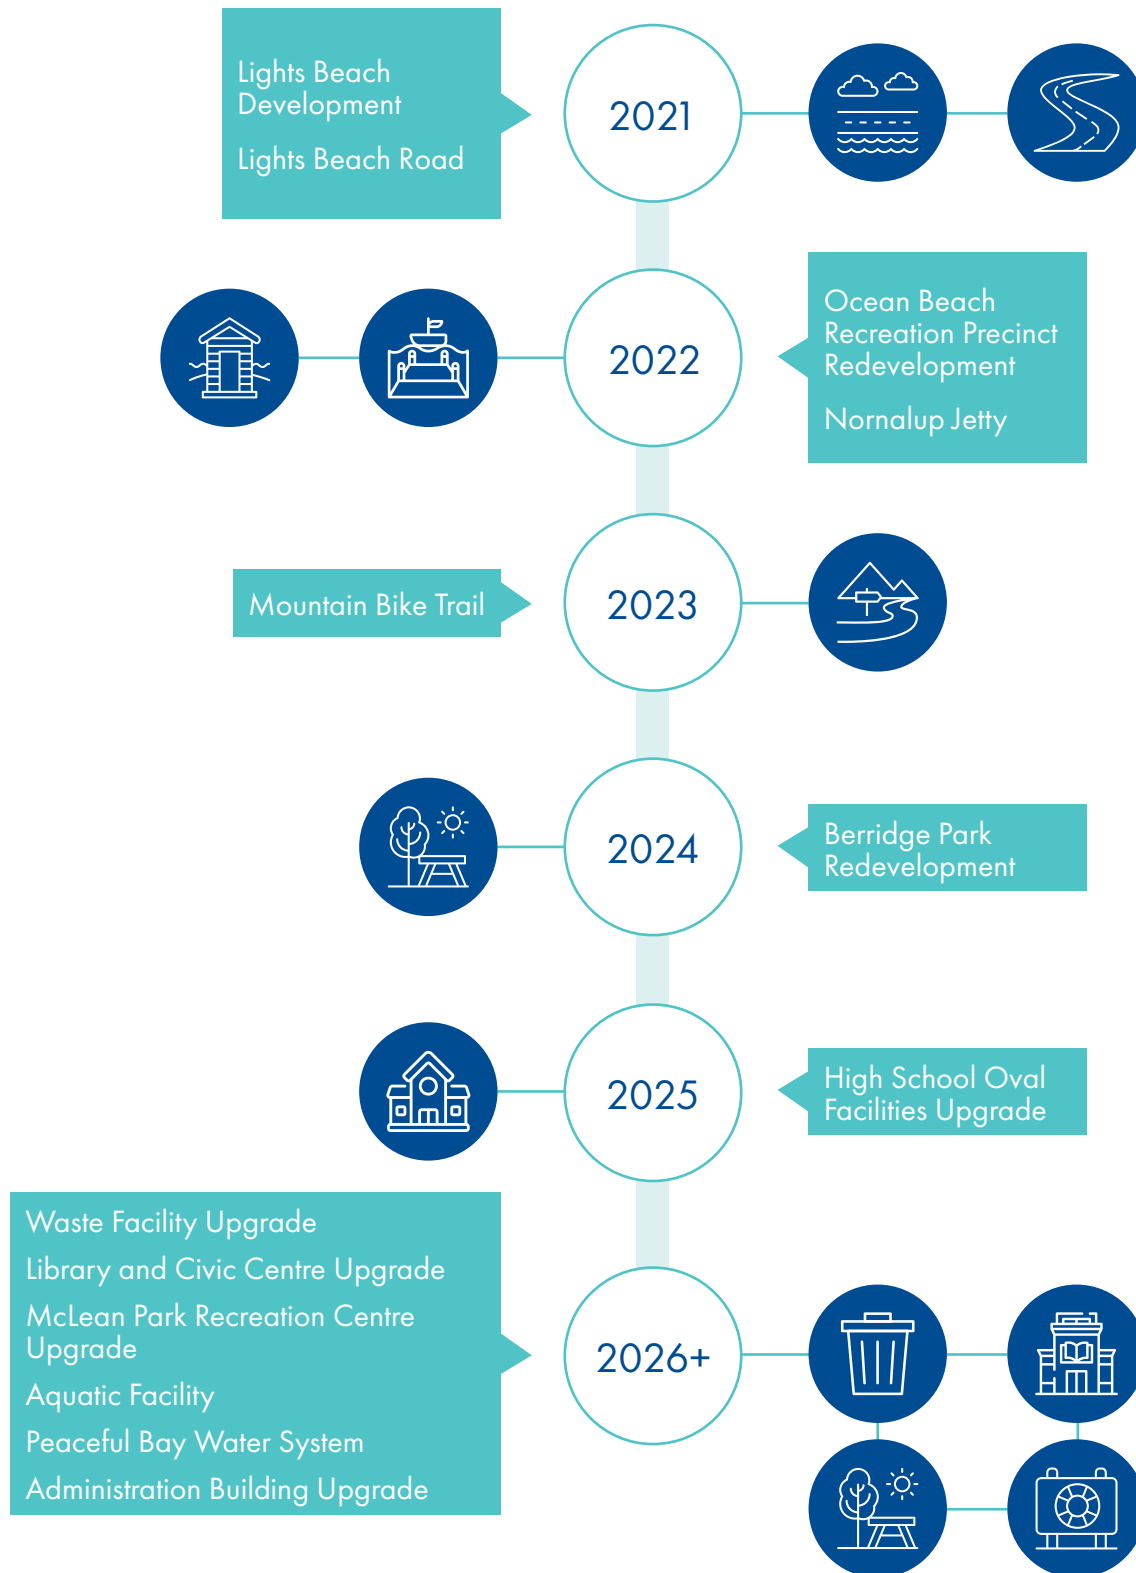 Lights Beach
Development
Lights Beach Road
2021
2022
Ocean Beach
Recreation Precinct
Redevelopment
Nornalup Jetty
Mountain Bike Trail
2023
2024
Berridge Park
Redevelopment
2025
High School Oval
Facilities Upgrade
Waste Facility Upgrade
Library and Civic Centre Upgrade
McLean Park Recreation Centre
Upgrade
Aquatic Facility
Peaceful Bay Water System
Administration Building Upgrade
2026+